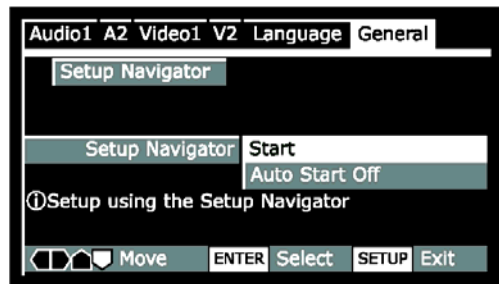 Audio1 A2 Video1 V2 Language General
Setup Navigator
Setup Navigator Start
Auto Start Off
ⓘSetup using the Setup Navigator
Move ENTER Select SETUP Exit